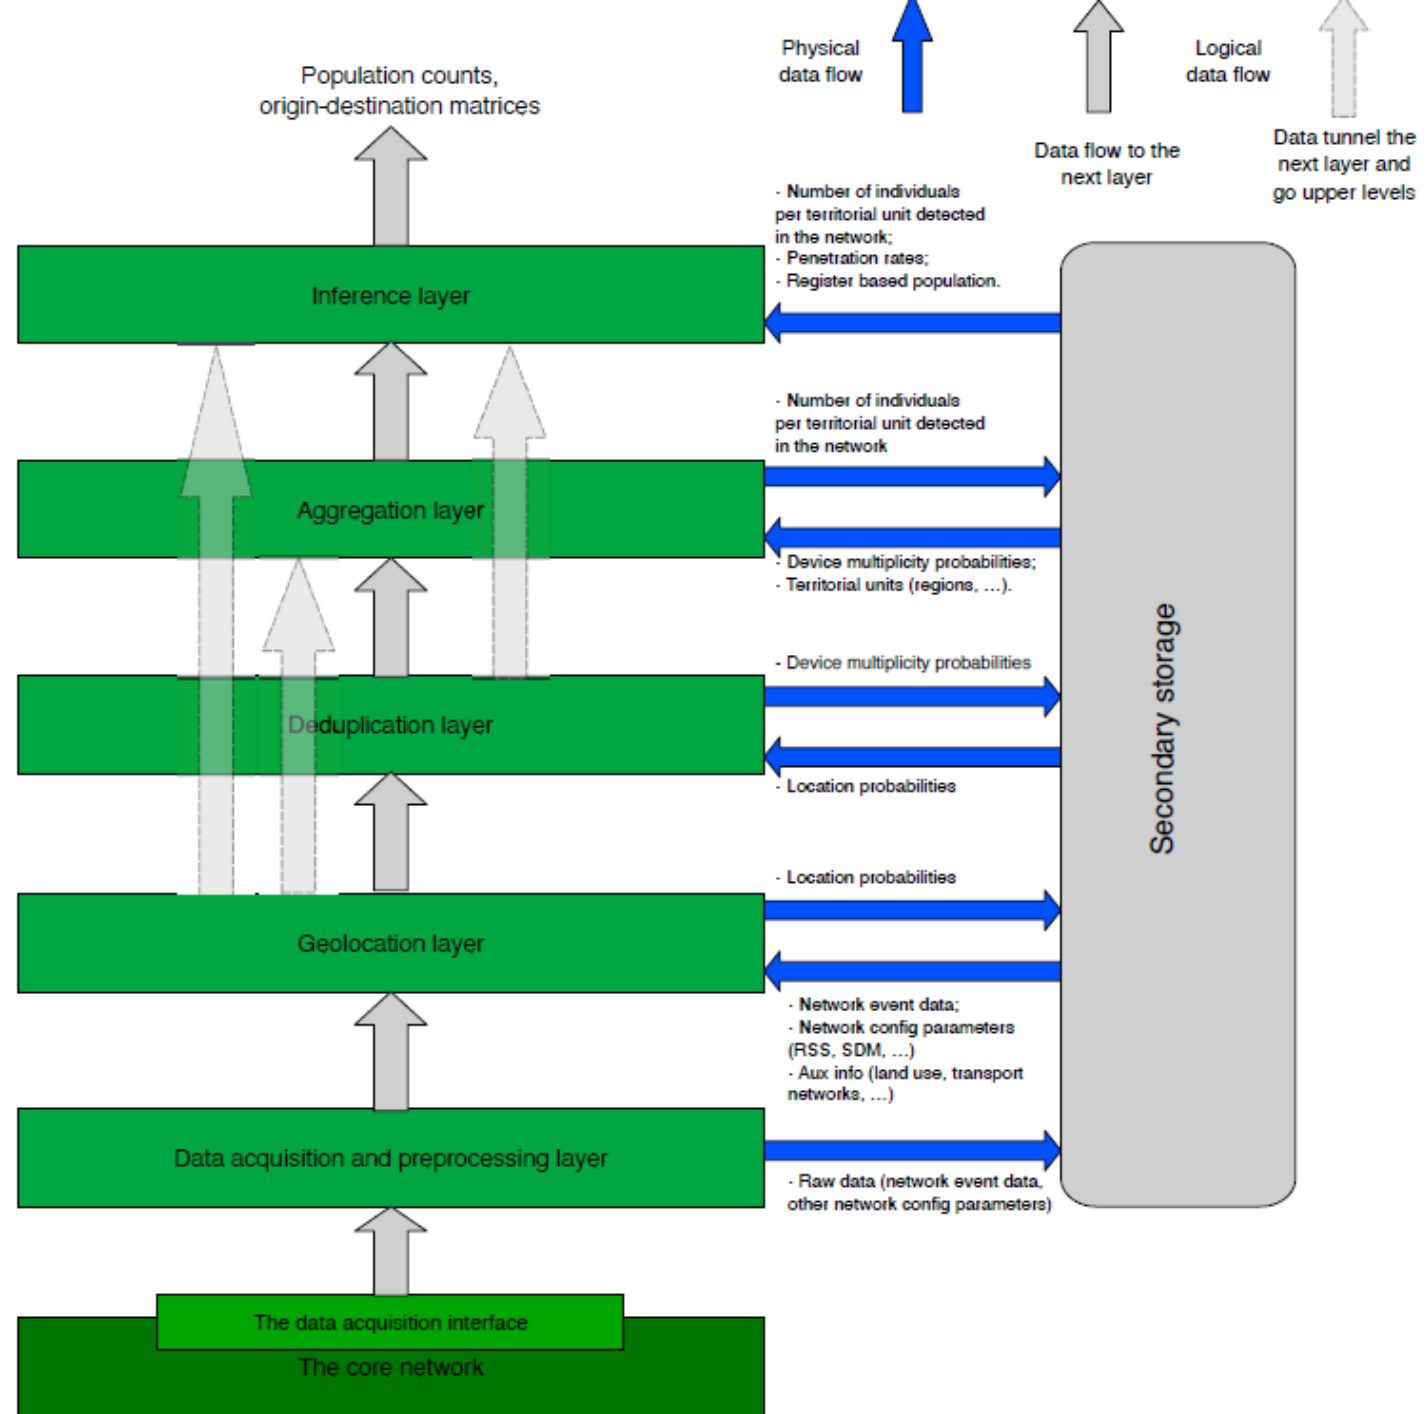 Physical
data flow
Logical
data flow
Data flow to the
next layer
Data tunnel the
next layer and
go upper levels
Population counts,
origin-destination matrices
- Number of individuals
per territorial unit detected
in the network;
- Penetration rates;
- Register based population.
Inference layer
- Number of individuals
per territorial unit detected
in the network
Aggregation layer
- Device multiplicity probabilities;
- Territorial units (regions, ...).
- Device multiplicity probabilities
Deduplication layer
- Location probabilities
Secondary storage
- Location probabilities
Geolocation layer
- Network event data;
- Network config parameters
(RSS, SDM, ...)
- Aux info (land use, transport
networks, ...)
Data acquisition and preprocessing layer
- Raw data (network event data,
other network config parameters)
The data acquisition interface
The core network